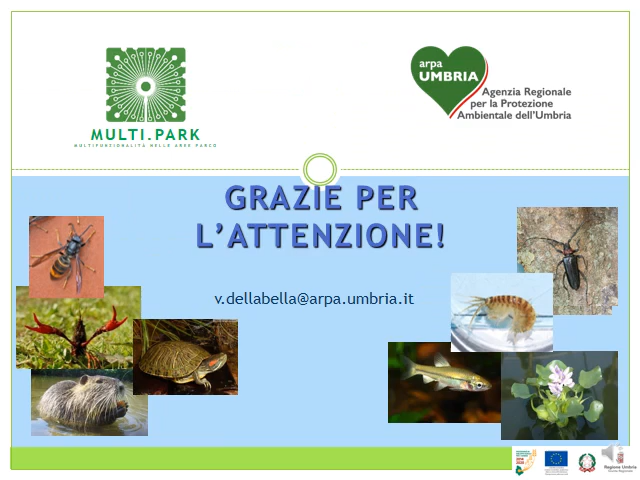 MULTI.PARK
MULTIFUNZIONALITÀ NELLE AREE PARCO
arpa
UMBRIA
Agenzia Regionale
per la Protezione
Ambientale dell'Umbria
GRAZIE PER
L'ATTENZIONE!
v.dellabella@arpa.umbria.it
Regione Umbria